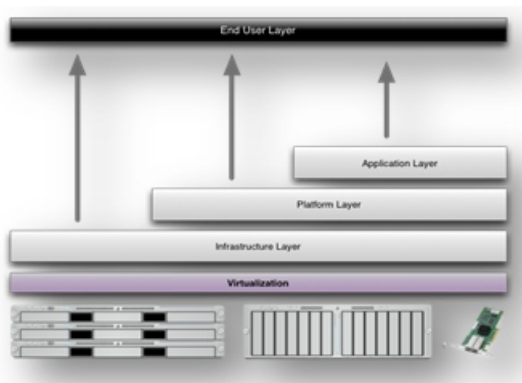 End User Layer
Application Layer
Platform Layer
Infrastructure Layer
Virtualization